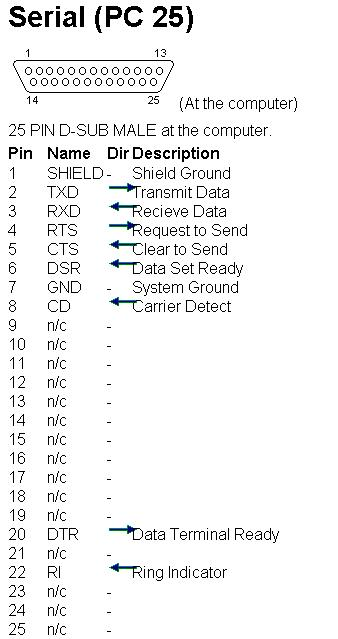 Serial (PC 25)
1 13
14 25
(At the computer)
25 PIN D-SUB MALE at the computer.
Pin Name Dir Description
1 SHIELD - Shield Ground
2 TXD Transmit Data
3 RXD Recieve Data
4 RTS Request to Send
5 CTS Clear to Send
6 DSR Data Set Ready
7 GND - System Ground
8 CD Carrier Detect
9 n/c -
10 n/c -
11 n/c -
12 n/c -
13 n/c -
14 n/c -
15 n/c -
16 n/c -
17 n/c -
18 n/c -
19 n/c -
20 DTR Data Terminal Ready
21 n/c -
22 RI Ring Indicator
23 n/c -
24 n/c -
25 n/c -